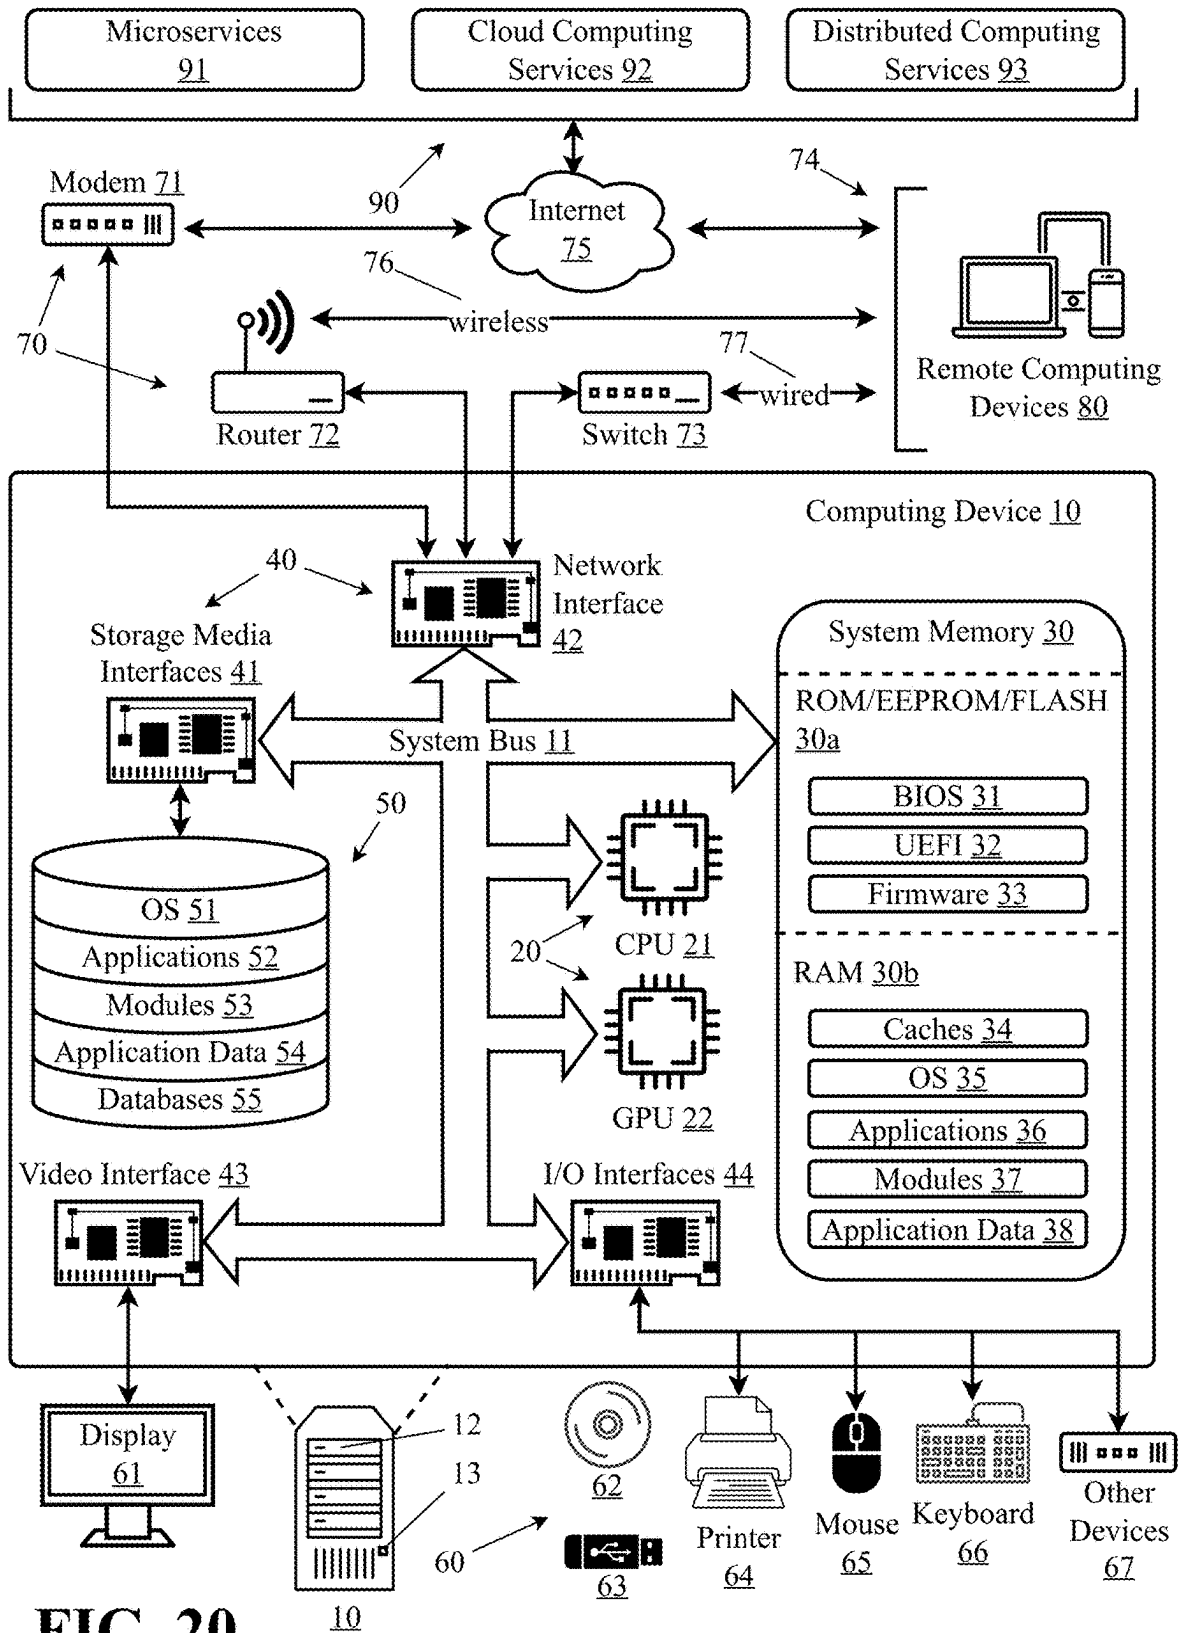 Microservices
91
Cloud Computing
Services 92
Distributed Computing
Services 93
74
Modem 71
90
Internet
75
76
wireless
70
77
wired
Remote Computing
Devices 80
Router 72
Switch 73
Computing Device 10
40
Network
Interface
42
Storage Media
Interfaces 41
System Memory 30
ROM/EEPROM/FLASH
30a
System Bus 11
BIOS 31
UEFI 32
Firmware 33
50
OS 51
Applications 52
Modules 53
Application Data 54
Databases 55
20
CPU 21
GPU 22
RAM 30b
Caches 34
OS 35
Applications 36
Modules 37
Application Data 38
Video Interface 43
I/O Interfaces 44
Display
61
12
13
10
60
62
63
Printer
64
Mouse
65
Keyboard
66
Other
Devices
67
FIG. 20